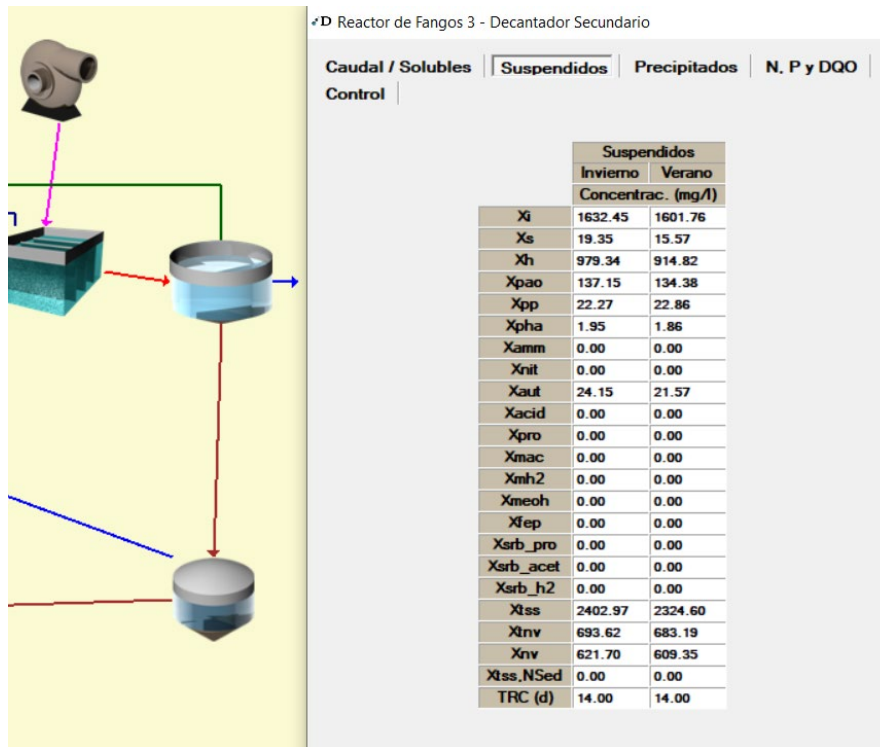 Reactor de Fangos 3 - Decantador Secundario
Caudal / Solubles Suspendidos Precipitados N, P y DQO
Control
Suspendidos
Invierno Verano
Concentrac. (mg/l)
Xi 1632.45 1601.76
Xs 19.35 15.57
Xh 979.34 914.82
Xpao 137.15 134.38
Xpp 22.27 22.86
Xpha 1.95 1.86
Xamm 0.00 0.00
Xnit 0.00 0.00
Xaut 24.15 21.57
Xacid 0.00 0.00
Xpro 0.00 0.00
Xmac 0.00 0.00
Xmh2 0.00 0.00
Xmeoh 0.00 0.00
Xfep 0.00 0.00
Xsrb_pro 0.00 0.00
Xsrb_acet 0.00 0.00
Xsrb_h2 0.00 0.00
Xtss 2402.97 2324.60
Xtnv 693.62 683.19
Xnv 621.70 609.35
Xtss,NSed 0.00 0.00
TRC (d) 14.00 14.00